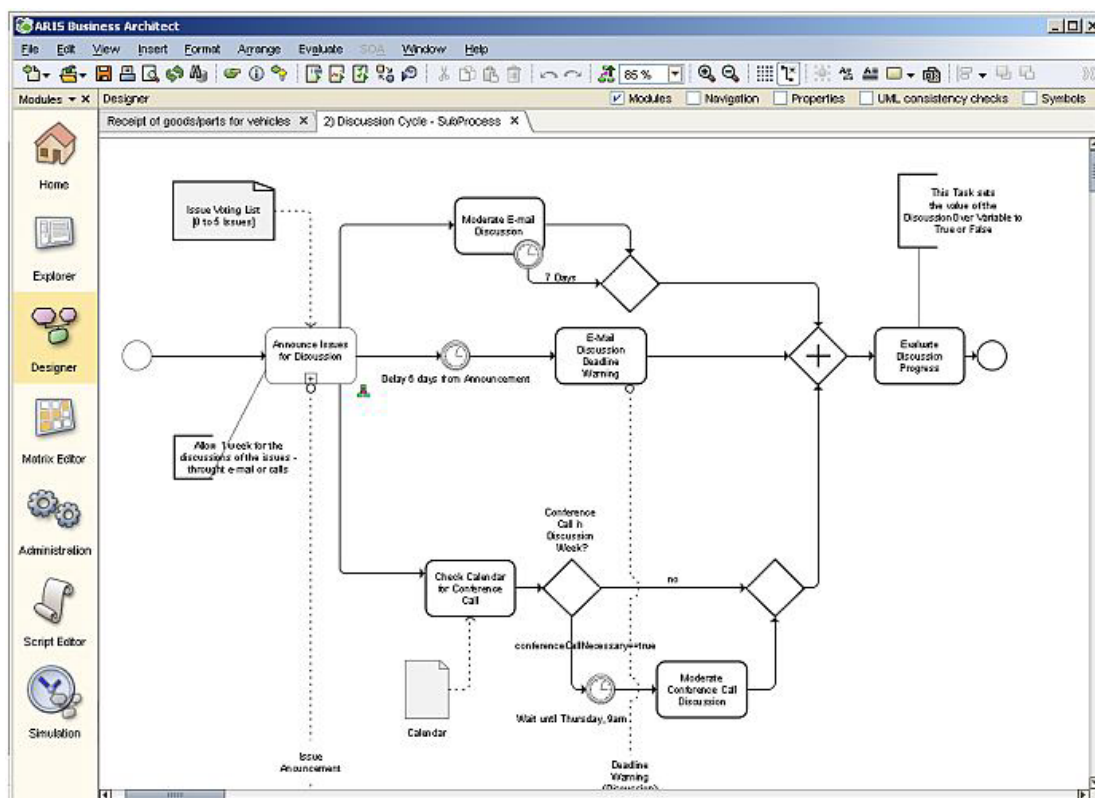 ARIS Business Architect
File Edit View Insert Format Arrange Evaluate SOA Window Help
85 %
Modules Designer Modules Navigation Properties UML consistency checks Symbols
Receipt of goods/parts for vehicles 2) Discussion Cycle - SubProcess
Home
Explorer
Designer
Matrix Editor
Administration
Script Editor
Simulation
Issue Voting List
[0 to 5 Issues]
Moderate E-mail
Discussion
7 Days
This Task sets
the value of the
Discussion Over Variable to
True or False
Announce Issues
for Discussion
Delay 6 days from Announcement
E-Mail
Discussion
Deadline
Warning
Evaluate
Discussion
Progress
Allow 1 week for the
discussions of the issues -
throught e-mail or calls
Conference
Call in
Discussion
Week?
Check Calendar
for Conference
Call
no
conferenceCallNecessary==true
Moderate
Conference Call
Discussion
Wait until Thursday, 9am
Calendar
Issue
Anouncement
Deadline
Warning
(Discussion)